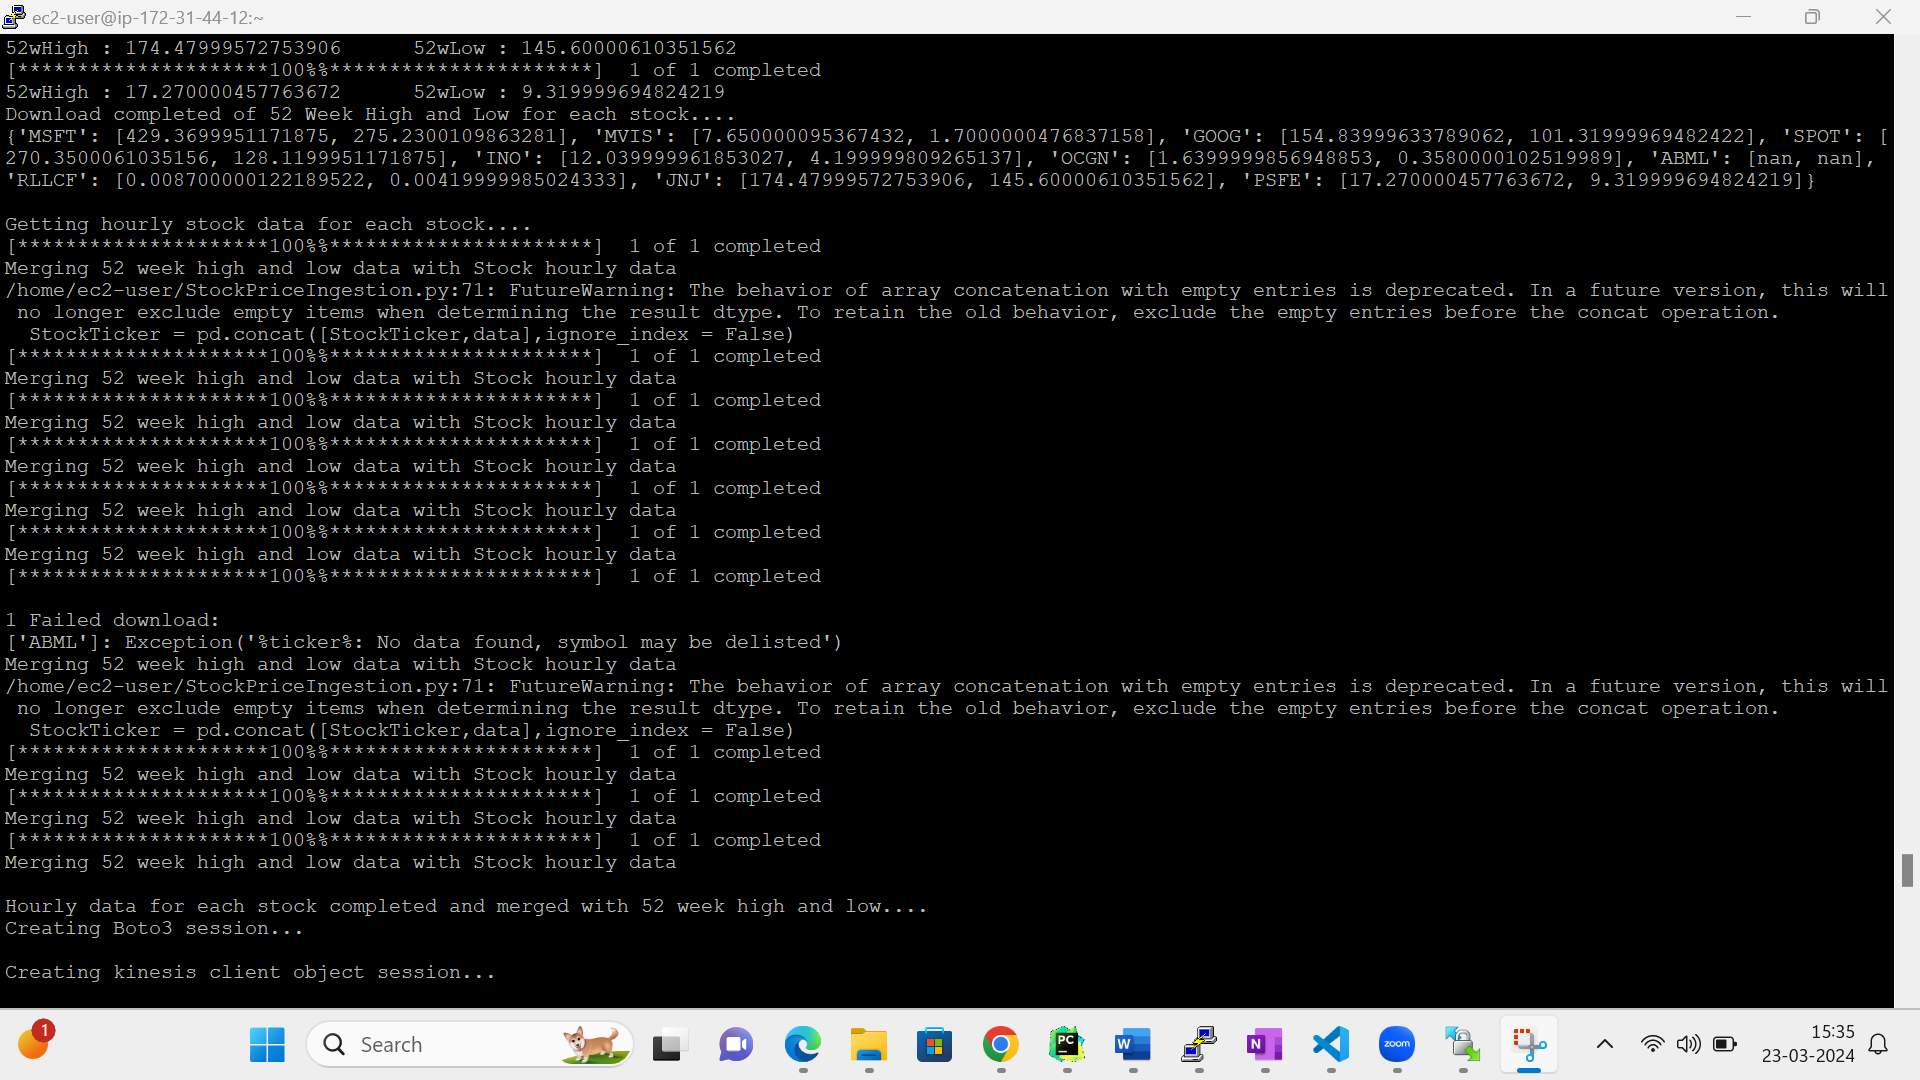 ec2-user@ip-172-31-44-12:~
52wHigh : 174.47999572753906      52wLow : 145.60000610351562
[*********************100%%**********************]  1 of 1 completed
52wHigh : 17.270000457763672      52wLow : 9.319999694824219
Download completed of 52 Week High and Low for each stock....
{'MSFT': [429.3699951171875, 275.2300109863281], 'MVIS': [7.650000095367432, 1.7000000476837158], 'GOOG': [154.83999633789062, 101.31999969482422], 'SPOT': [
270.3500061035156, 128.1199951171875], 'INO': [12.039999961853027, 4.199999809265137], 'OCGN': [1.6399999856948853, 0.3580000102519989], 'ABML': [nan, nan],
'RLLCF': [0.008700000122189522, 0.00419999985024333], 'JNJ': [174.47999572753906, 145.60000610351562], 'PSFE': [17.270000457763672, 9.319999694824219]}
Getting hourly stock data for each stock....
[*********************100%%**********************]  1 of 1 completed
Merging 52 week high and low data with Stock hourly data
/home/ec2-user/StockPriceIngestion.py:71: FutureWarning: The behavior of array concatenation with empty entries is deprecated. In a future version, this will
 no longer exclude empty items when determining the result dtype. To retain the old behavior, exclude the empty entries before the concat operation.
  StockTicker = pd.concat([StockTicker,data],ignore_index = False)
[*********************100%%**********************]  1 of 1 completed
Merging 52 week high and low data with Stock hourly data
[*********************100%%**********************]  1 of 1 completed
Merging 52 week high and low data with Stock hourly data
[*********************100%%**********************]  1 of 1 completed
Merging 52 week high and low data with Stock hourly data
[*********************100%%**********************]  1 of 1 completed
Merging 52 week high and low data with Stock hourly data
[*********************100%%**********************]  1 of 1 completed
Merging 52 week high and low data with Stock hourly data
[*********************100%%**********************]  1 of 1 completed
1 Failed download:
['ABML']: Exception('%ticker%: No data found, symbol may be delisted')
Merging 52 week high and low data with Stock hourly data
/home/ec2-user/StockPriceIngestion.py:71: FutureWarning: The behavior of array concatenation with empty entries is deprecated. In a future version, this will
 no longer exclude empty items when determining the result dtype. To retain the old behavior, exclude the empty entries before the concat operation.
  StockTicker = pd.concat([StockTicker,data],ignore_index = False)
[*********************100%%**********************]  1 of 1 completed
Merging 52 week high and low data with Stock hourly data
[*********************100%%**********************]  1 of 1 completed
Merging 52 week high and low data with Stock hourly data
[*********************100%%**********************]  1 of 1 completed
Merging 52 week high and low data with Stock hourly data
Hourly data for each stock completed and merged with 52 week high and low....
Creating Boto3 session...
Creating kinesis client object session...
1
Search
PC
W
N
zoom
15:35
23-03-2024